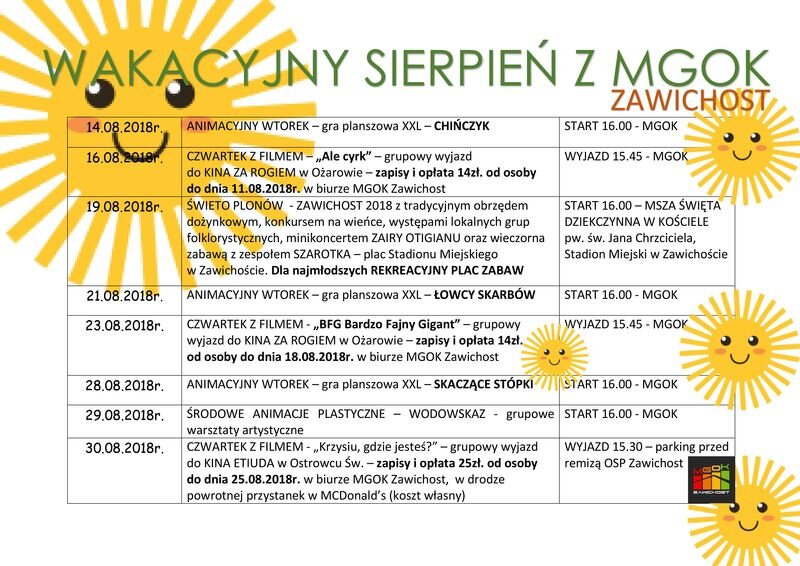 WAKACYJNY SIERPIEŃ Z MGOK
ZAWICHOST
14.08.2018r.
ANIMACYJNY WTOREK – gra planszowa XXL – CHIŃCZYK
START 16.00 - MGOK
16.08.2018r.
CZWARTEK Z FILMEM – „Ale cyrk” – grupowy wyjazd
do KINA ZA ROGIEM w Ożarowie – zapisy i opłata 14zł. od osoby
do dnia 11.08.2018r. w biurze MGOK Zawichost
WYJAZD 15.45 - MGOK
19.08.2018r.
ŚWIETO PLONÓW - ZAWICHOST 2018 z tradycyjnym obrzędem
dożynkowym, konkursem na wieńce, występami lokalnych grup
folklorystycznych, minikoncertem ZAIRY OTIGIANU oraz wieczorna
zabawą z zespołem SZAROTKA – plac Stadionu Miejskiego
w Zawichoście. Dla najmłodszych REKREACYJNY PLAC ZABAW
START 16.00 – MSZA ŚWIĘTA
DZIEKCZYNNA W KOŚCIELE
pw. św. Jana Chrzciciela,
Stadion Miejski w Zawichoście
21.08.2018r.
ANIMACYJNY WTOREK – gra planszowa XXL – ŁOWCY SKARBÓW
START 16.00 - MGOK
23.08.2018r.
CZWARTEK Z FILMEM - „BFG Bardzo Fajny Gigant” – grupowy
wyjazd do KINA ZA ROGIEM w Ożarowie – zapisy i opłata 14zł.
od osoby do dnia 18.08.2018r. w biurze MGOK Zawichost
WYJAZD 15.45 - MGOK
28.08.2018r.
ANIMACYJNY WTOREK – gra planszowa XXL – SKACZĄCE STÓPKI
START 16.00 - MGOK
29.08.2018r.
ŚRODOWE ANIMACJE PLASTYCZNE – WODOWSKAZ - grupowe
warsztaty artystyczne
START 16.00 - MGOK
30.08.2018r.
CZWARTEK Z FILMEM - „Krzysiu, gdzie jesteś?” – grupowy wyjazd
do KINA ETIUDA w Ostrowcu Św. – zapisy i opłata 25zł. od osoby
do dnia 25.08.2018r. w biurze MGOK Zawichost, w drodze
powrotnej przystanek w MCDonald’s (koszt własny)
WYJAZD 15.30 – parking przed
remizą OSP Zawichost
MGOK
ZAWICHOST